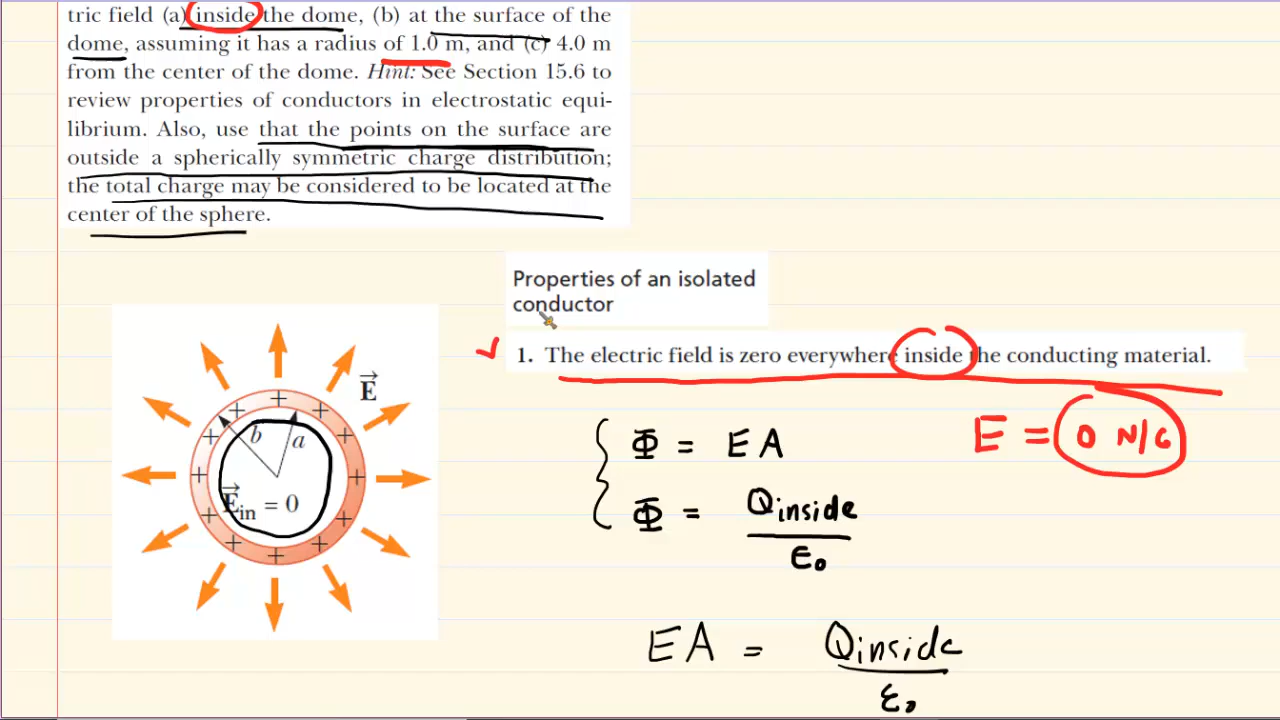 tric field (a) inside the dome, (b) at the surface of the
dome, assuming it has a radius of 1.0 m, and (c) 4.0 m
from the center of the dome. Hint: See Section 15.6 to
review properties of conductors in electrostatic equi-
librium. Also, use that the points on the surface are
outside a spherically symmetric charge distribution;
the total charge may be considered to be located at the
center of the sphere.
Properties of an isolated
conductor
1. The electric field is zero everywhere inside the conducting material.
E = 0 N/C
Φ = EA
Φ = Qinside
ε₀
EA = Qinside
ε₀
E
b a
Ein = 0